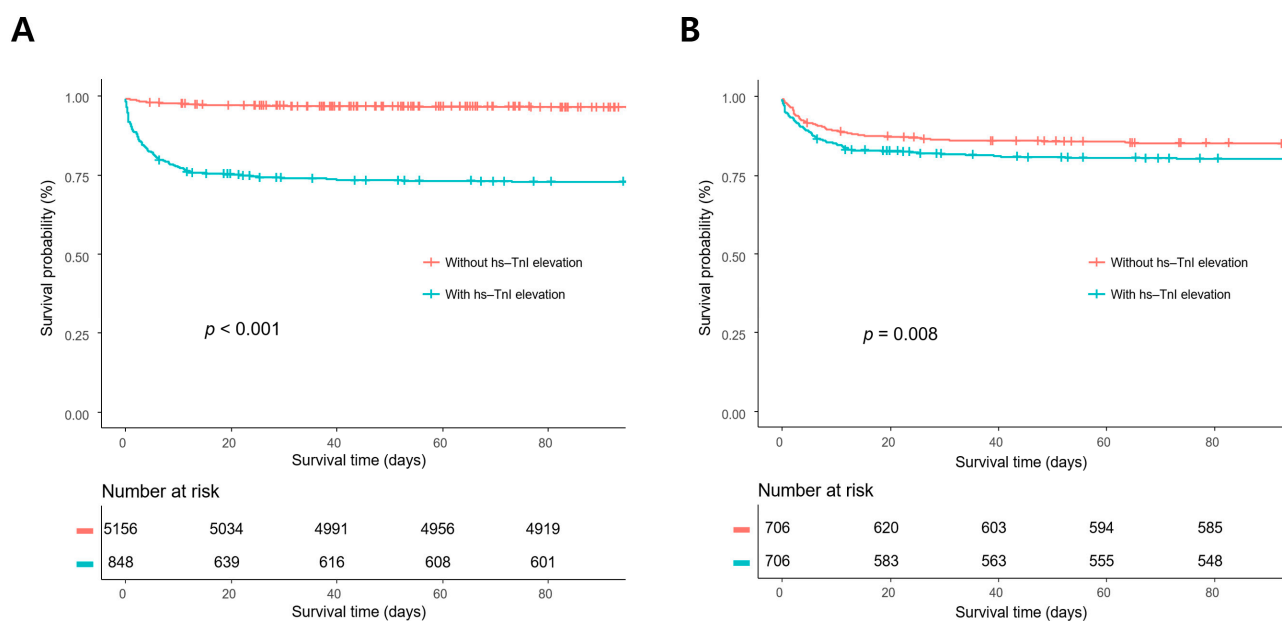 A
Survival probability (%)
1.00
0.75
0.50
0.25
0.00
Without hs–TnI elevation
With hs–TnI elevation
p < 0.001
0 20 40 60 80
Survival time (days)
Number at risk
5156 5034 4991 4956 4919
848 639 616 608 601
0 20 40 60 80
Survival time (days)
B
Survival probability (%)
1.00
0.75
0.50
0.25
0.00
Without hs–TnI elevation
With hs–TnI elevation
p = 0.008
0 20 40 60 80
Survival time (days)
Number at risk
706 620 603 594 585
706 583 563 555 548
0 20 40 60 80
Survival time (days)